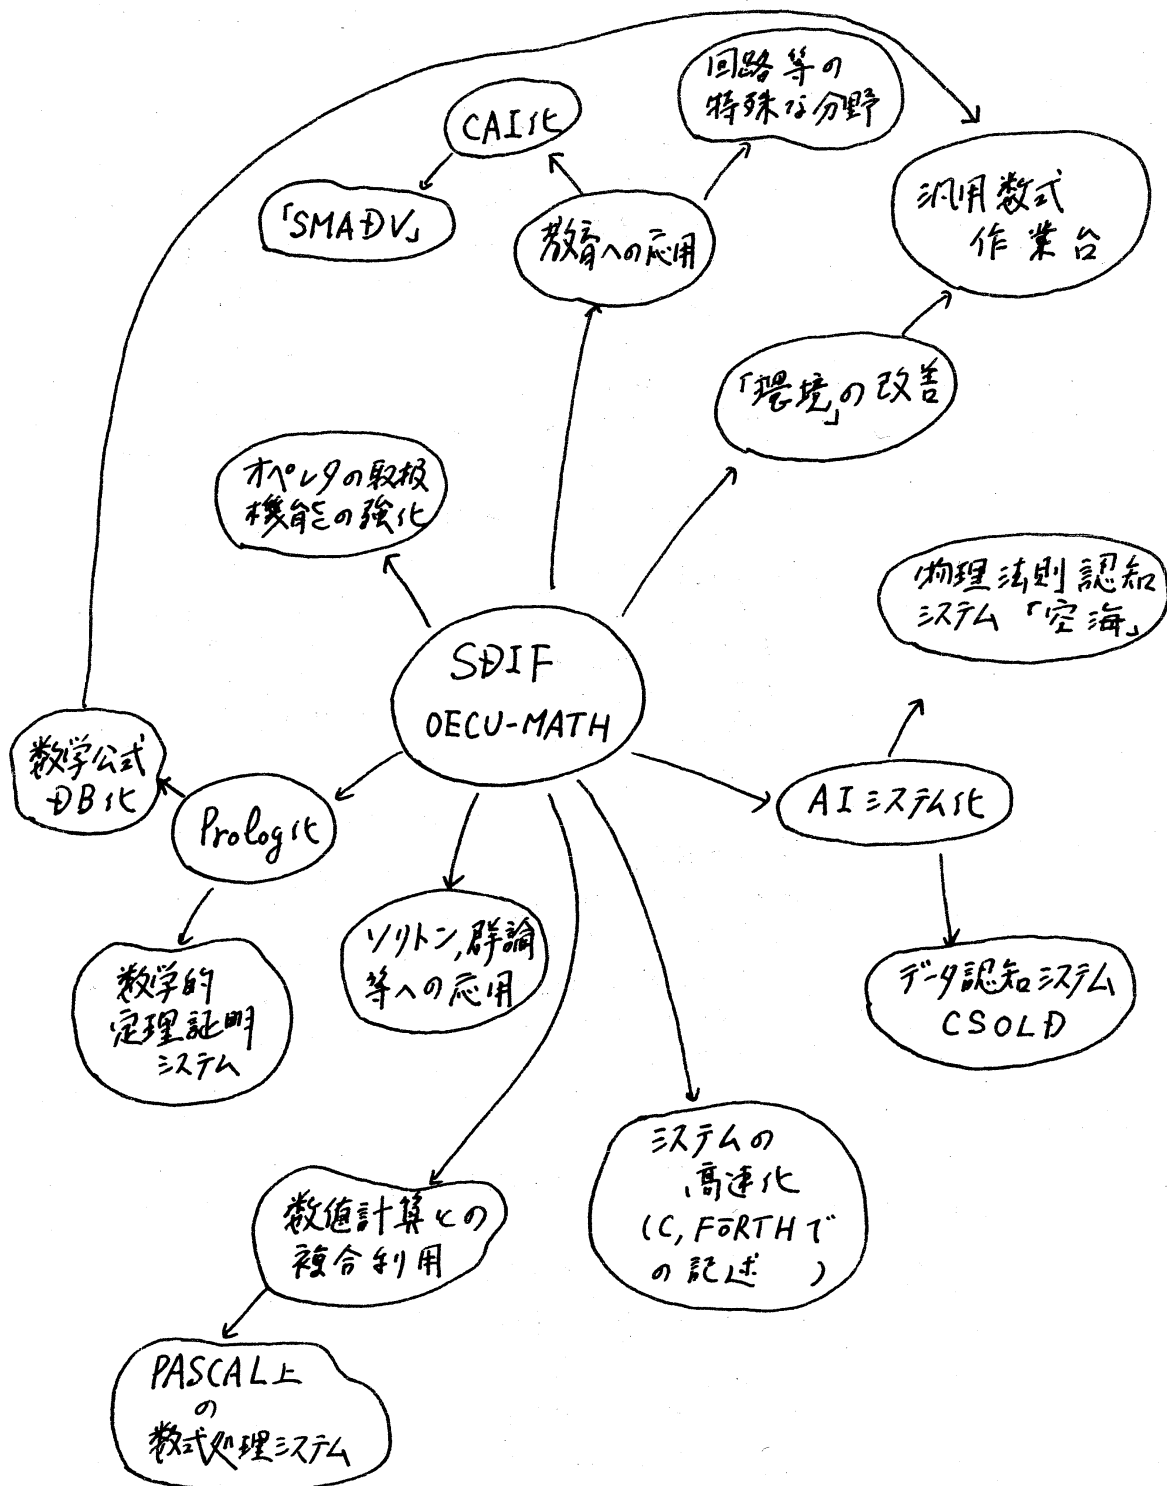 回路等の
特殊な分野
CAI化
「SMADV」
教育への応用
汎用数式
作業台
「環境」の改善
オペレタの取扱
機能の強化
物理法則認知
システム「空海」
SDIF
OECU-MATH
数学公式
DB化
Prolog化
AIシステム化
ソリトン,群論
等への応用
データ認知システム
CSOLD
数学的
定理証明
システム
システムの
高速化
(C, FORTHで
の記述 )
数値計算との
複合利用
PASCAL上
の
数式処理システム